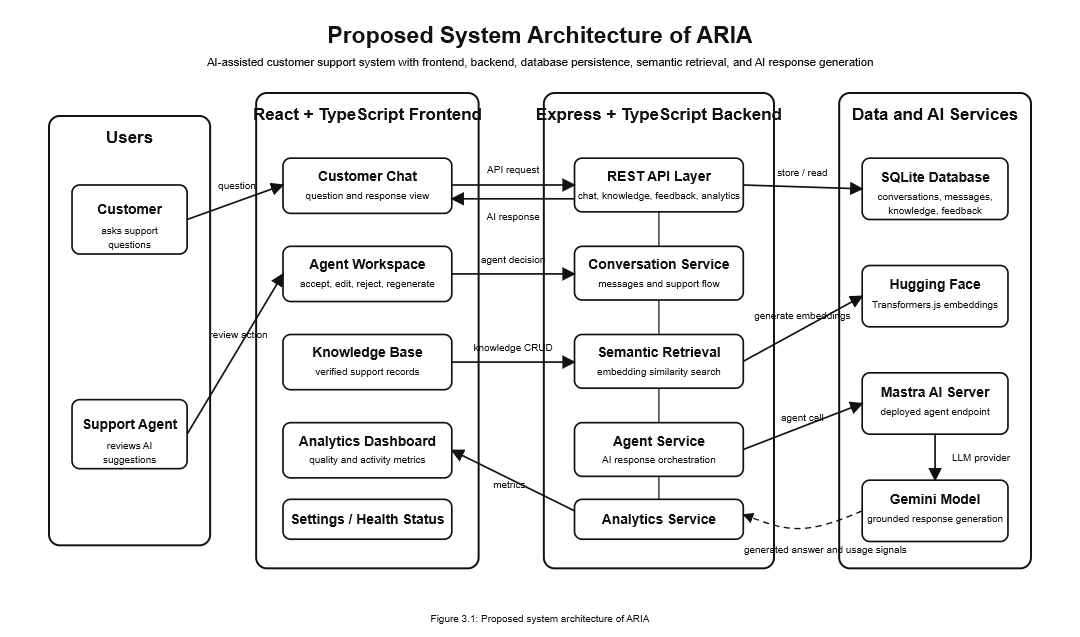 Proposed System Architecture of ARIA
AI-assisted customer support system with frontend, backend, database persistence, semantic retrieval, and AI response generation
Users
Customer
asks support
questions
Support Agent
reviews AI
suggestions
question
review action
React + TypeScript Frontend
Customer Chat
question and response view
Agent Workspace
accept, edit, reject, regenerate
Knowledge Base
verified support records
Analytics Dashboard
quality and activity metrics
Settings / Health Status
API request
AI response
agent decision
knowledge CRUD
metrics
Express + TypeScript Backend
REST API Layer
chat, knowledge, feedback, analytics
Conversation Service
messages and support flow
Semantic Retrieval
embedding similarity search
Agent Service
AI response orchestration
Analytics Service
store / read
generate embeddings
agent call
generated answer and usage signals
Data and AI Services
SQLite Database
conversations, messages,
knowledge, feedback
Hugging Face
Transformers.js embeddings
Mastra AI Server
deployed agent endpoint
LLM provider
Gemini Model
grounded response generation
Figure 3.1: Proposed system architecture of ARIA